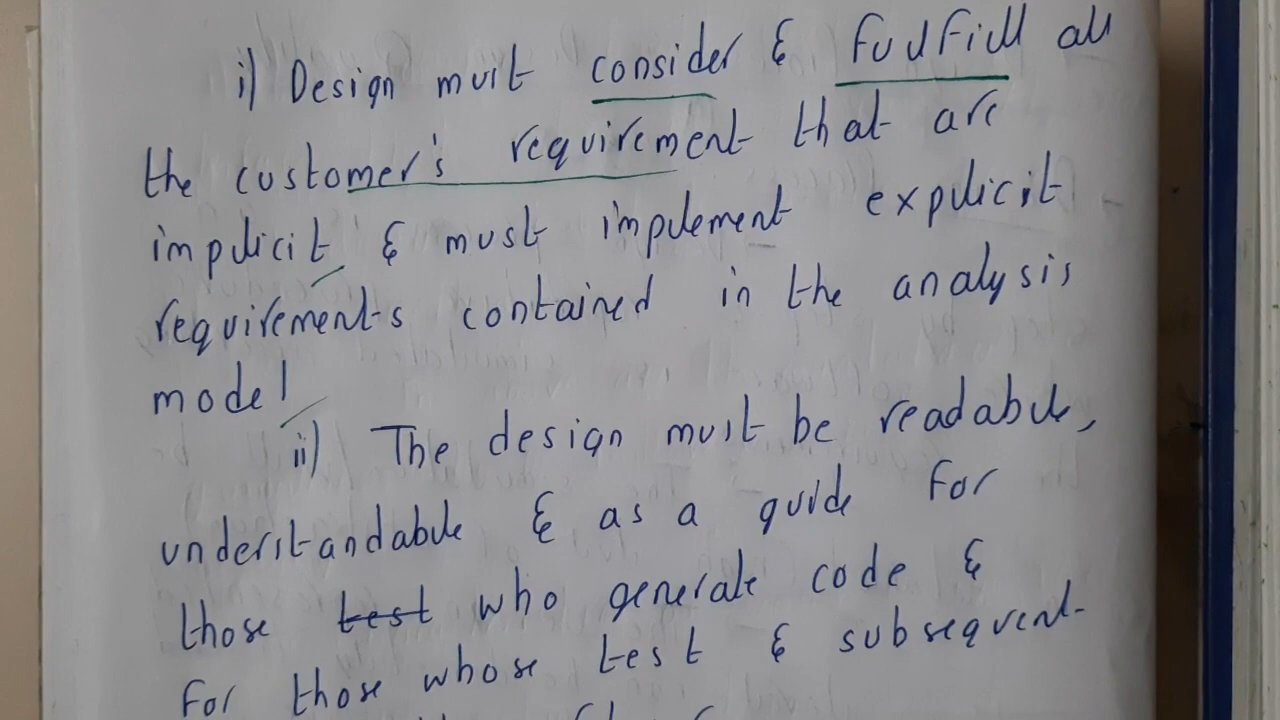 i) Design must consider & fulfill all
the customer's requirement that are
implicit & must implement explicit
requirements contained in the analysis
model
ii) The design must be readable,
understandable & as a guide for
those test who generate code &
for those whose test & subsequent